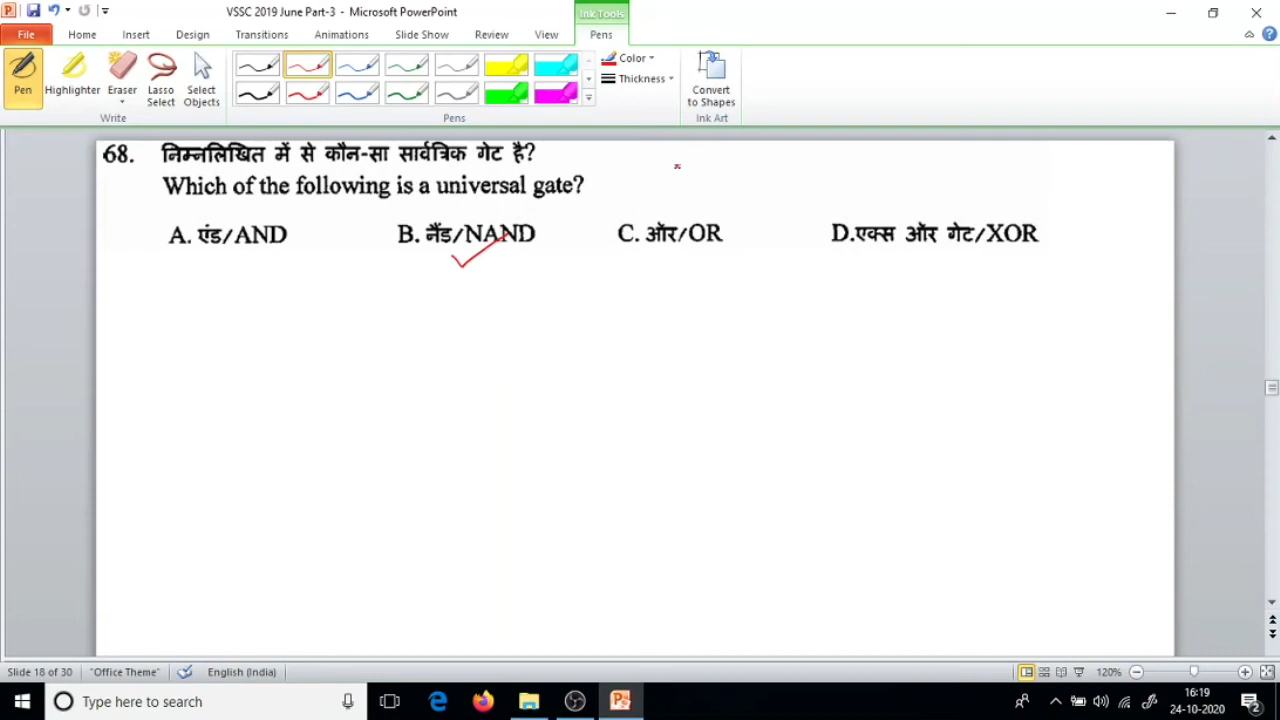 VSSC 2019 June Part-3 - Microsoft PowerPoint
Ink Tools
File Home Insert Design Transitions Animations Slide Show Review View Pens
Pen Highlighter Eraser Lasso Select Select Objects
Color
Thickness
Convert to Shapes
Write Pens Ink Art
68. निम्नलिखित में से कौन-सा सार्वत्रिक गेट है?
Which of the following is a universal gate?
A. एंड/AND B. नैंड/NAND C. ऑर/OR D.एक्स ऑर गेट/XOR
Slide 18 of 30 "Office Theme" English (India) 120%
Type here to search
16:19
24-10-2020
2